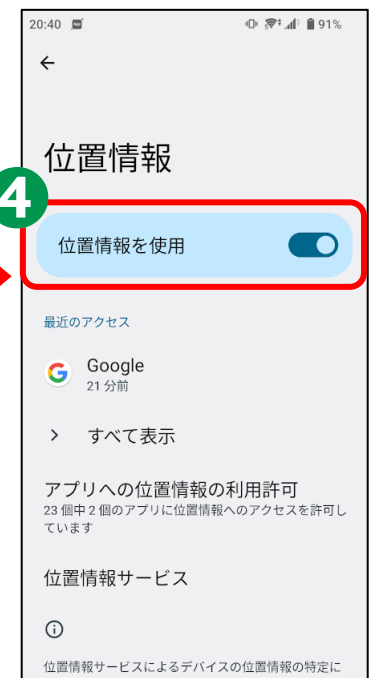 20:40 91%
位置情報
4
位置情報を使用
最近のアクセス
Google
21 分前
すべて表示
アプリへの位置情報の利用許可
23 個中 2 個のアプリに位置情報へのアクセスを許可し
ています
位置情報サービス
位置情報サービスによるデバイスの位置情報の特定に